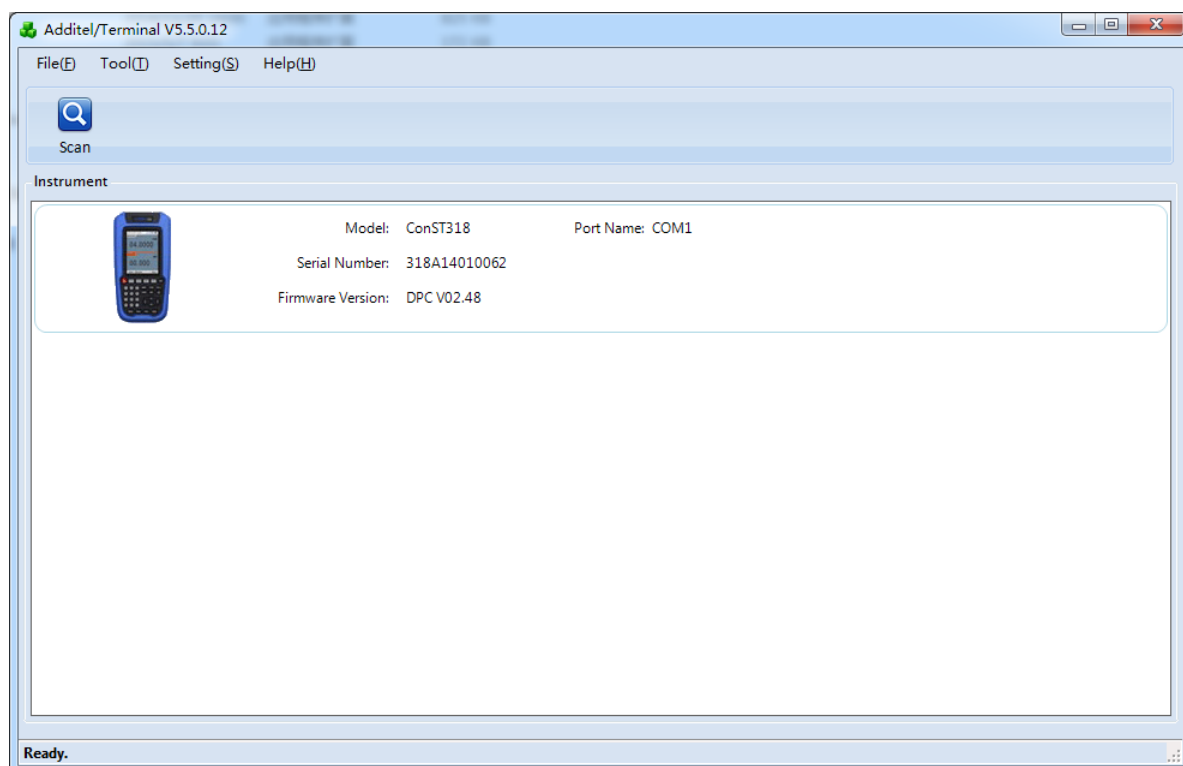 Additel/Terminal V5.5.0.12
File(F) Tool(T) Setting(S) Help(H)
Scan
Instrument
Model: ConST318 Port Name: COM1
Serial Number: 318A14010062
Firmware Version: DPC V02.48
Ready.